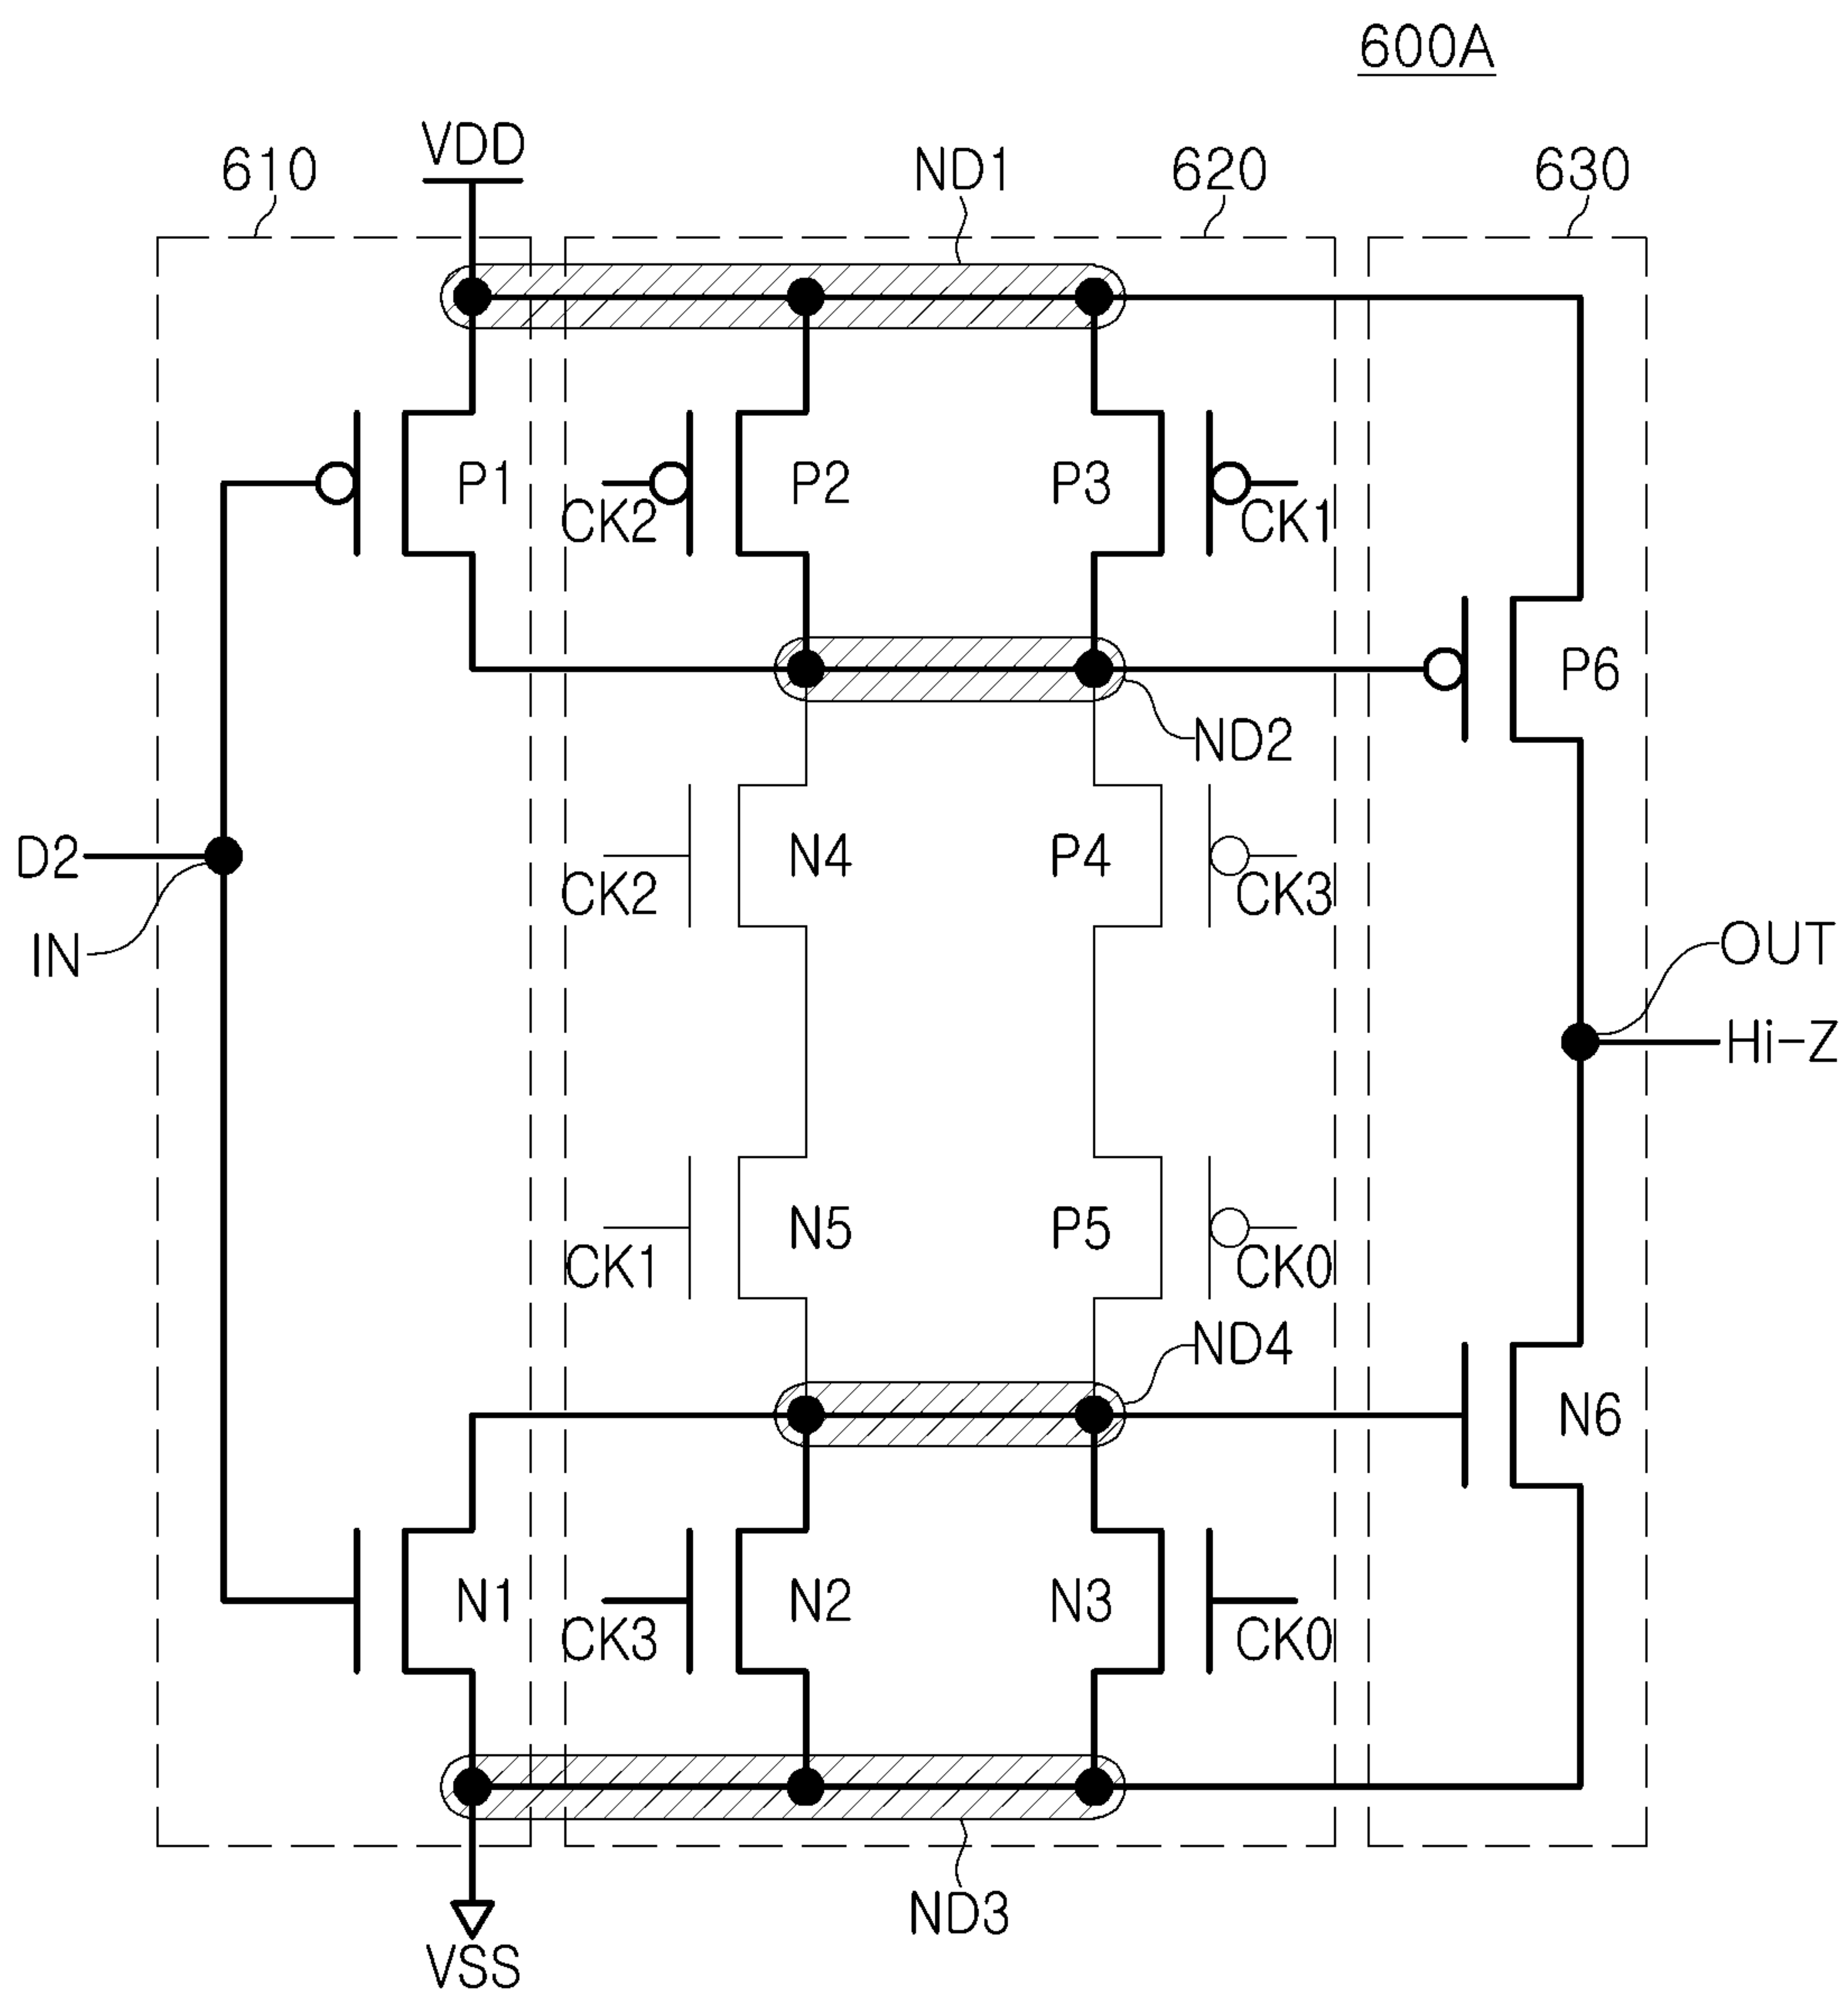 600A
VDD
610
ND1
620
630
P1
P2
P3
CK2
CK1
P6
ND2
D2
N4
P4
CK2
CK3
IN
OUT
Hi-Z
N5
P5
CK1
CK0
ND4
N6
N1
N2
N3
CK3
CK0
ND3
VSS